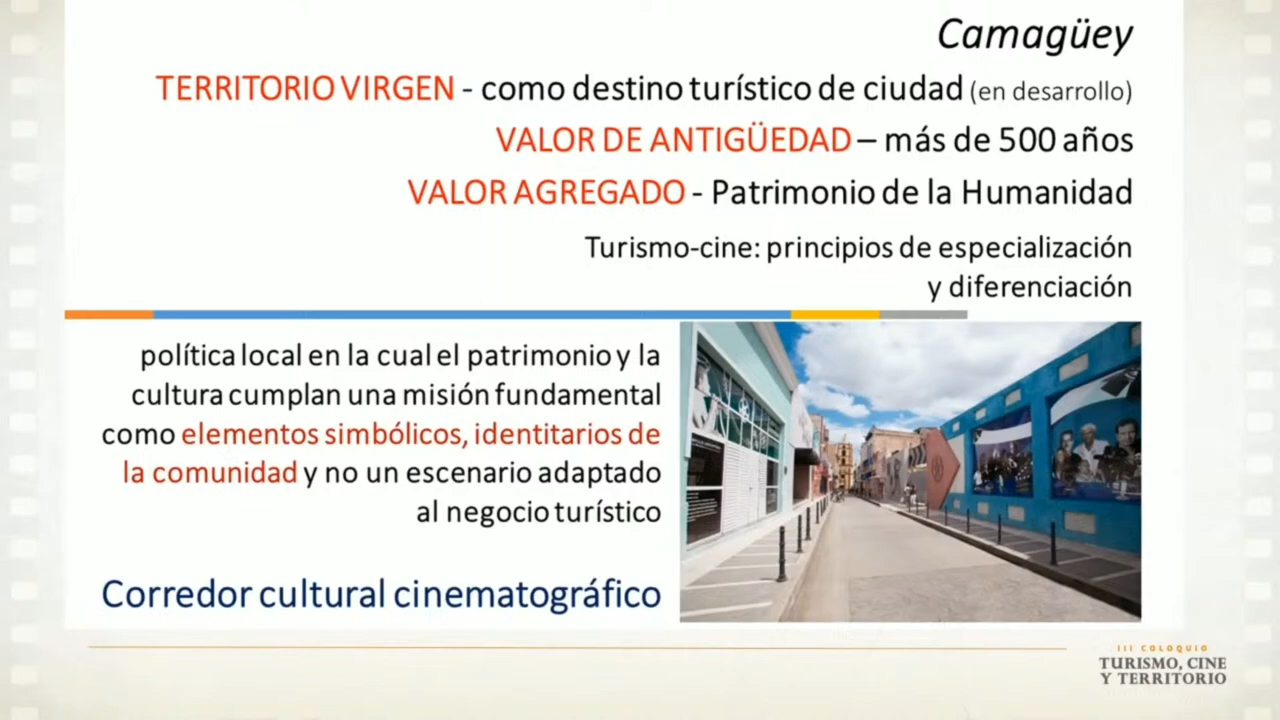 Camagüey
TERRITORIO VIRGEN - como destino turístico de ciudad (en desarrollo)
VALOR DE ANTIGÜEDAD – más de 500 años
VALOR AGREGADO - Patrimonio de la Humanidad
Turismo-cine: principios de especialización
y diferenciación
política local en la cual el patrimonio y la
cultura cumplan una misión fundamental
como elementos simbólicos, identitarios de
la comunidad y no un escenario adaptado
al negocio turístico
Corredor cultural cinematográfico
III COLOQUIO
TURISMO, CINE
Y TERRITORIO